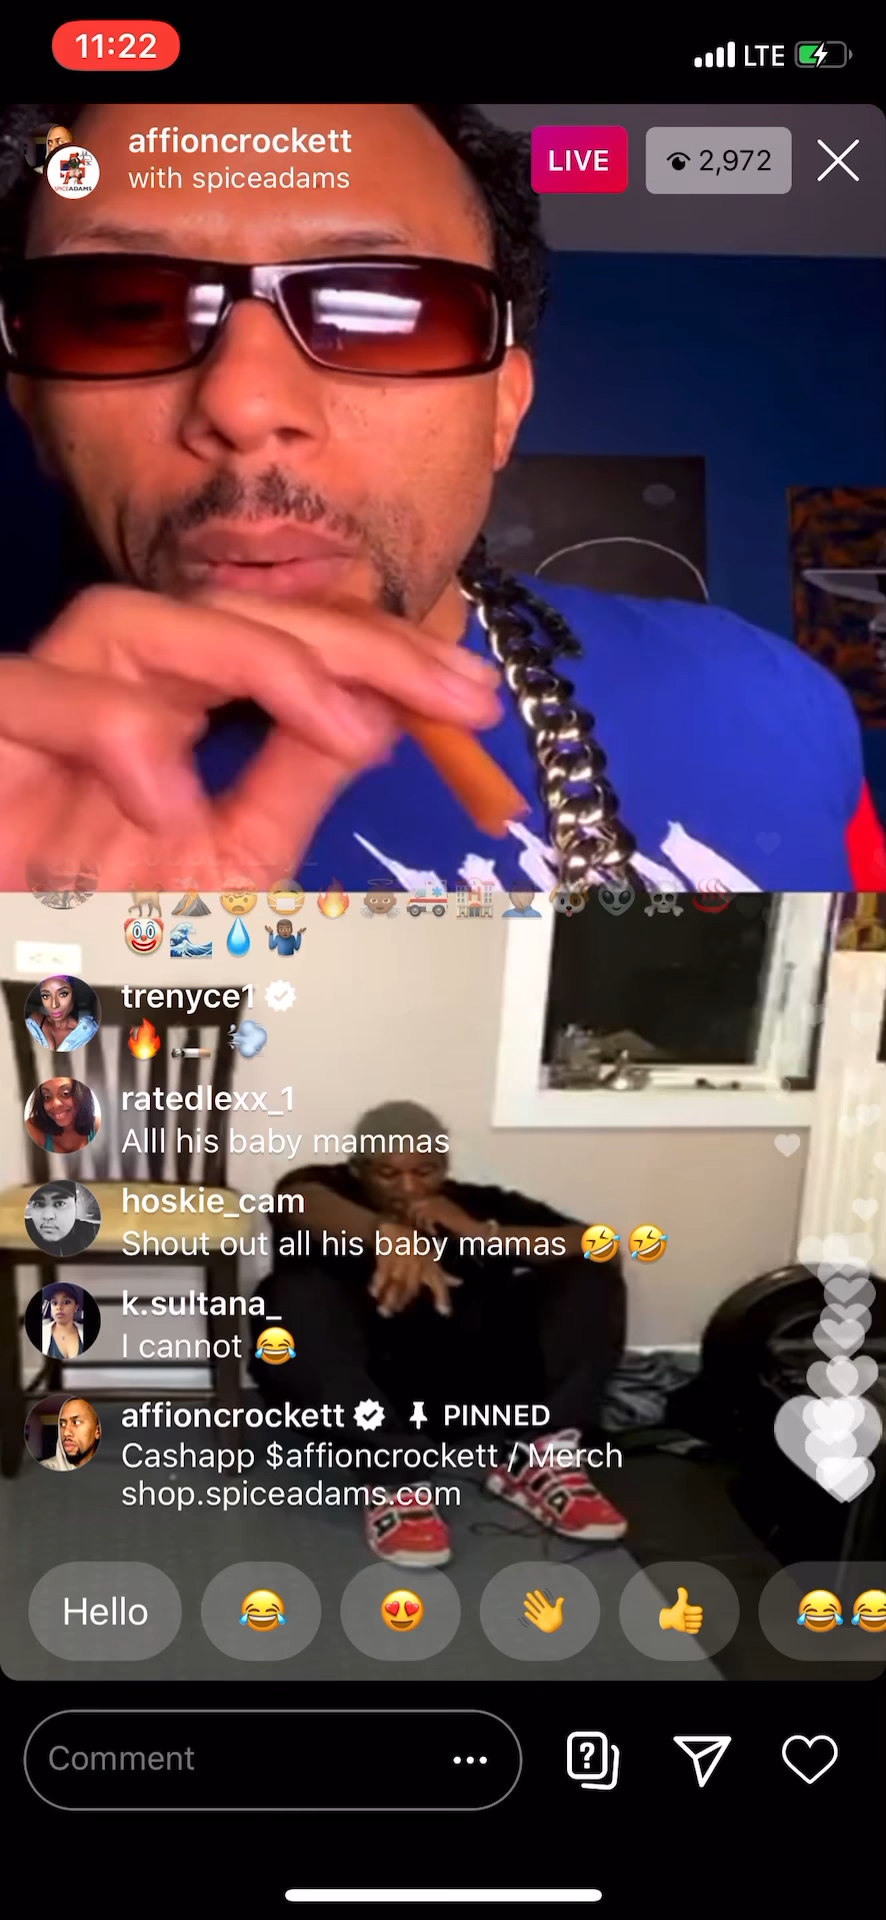 11:22
LTE
affioncrockett
with spiceadams
LIVE
2,972
SPICEADAMS
trenyce1
ratedlexx_1
Alll his baby mammas
hoskie_cam
Shout out all his baby mamas 🤣🤣
k.sultana_
I cannot 😂
affioncrockett PINNED
Cashapp $affioncrockett / Merch
shop.spiceadams.com
Hello
Comment